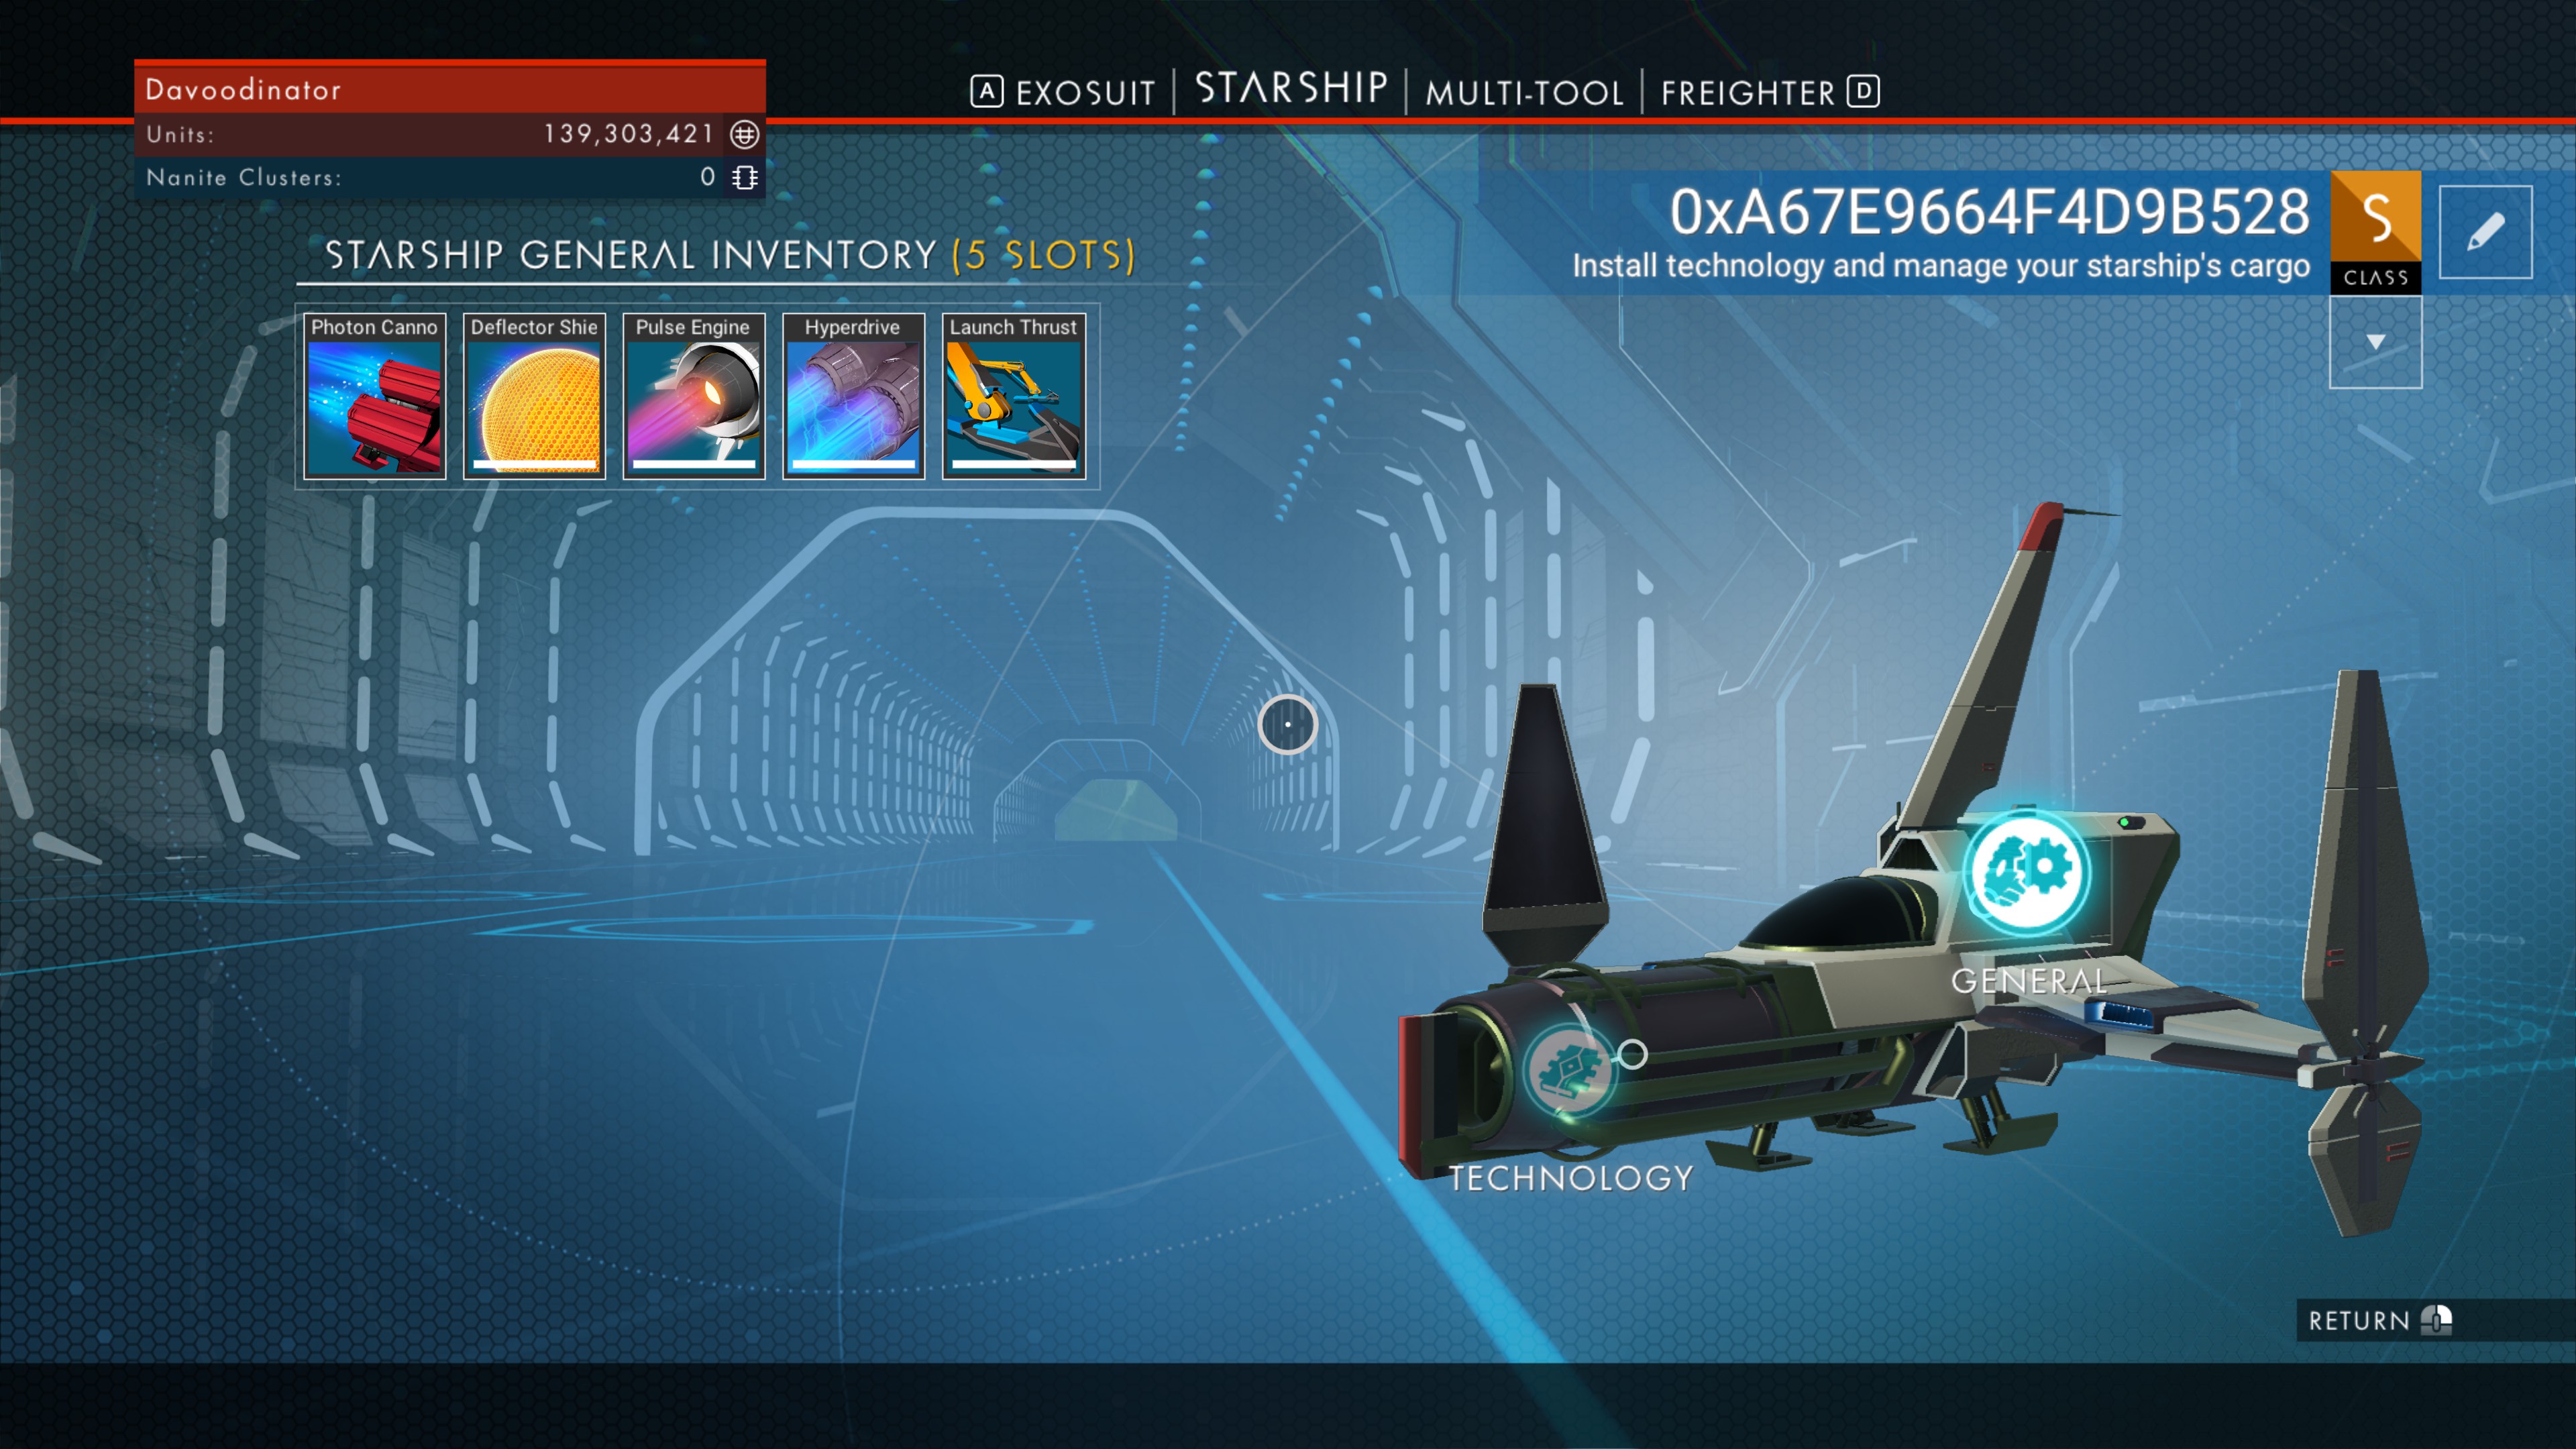 Davoodinator
Units: 139,303,421
Nanite Clusters: 0
A EXOSUIT STARSHIP MULTI-TOOL FREIGHTER D
0xA67E9664F4D9B528
Install technology and manage your starship's cargo
S
CLASS
STARSHIP GENERAL INVENTORY (5 SLOTS)
Photon Canno Deflector Shie Pulse Engine Hyperdrive Launch Thrust
GENERAL
TECHNOLOGY
RETURN